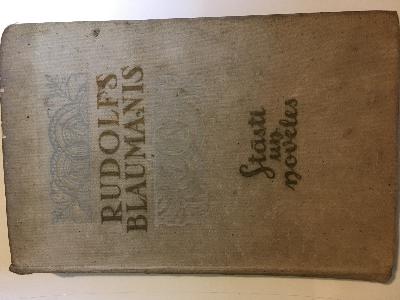 RUDOLFS
BLAUMANIS
Stāsti
un
noveles